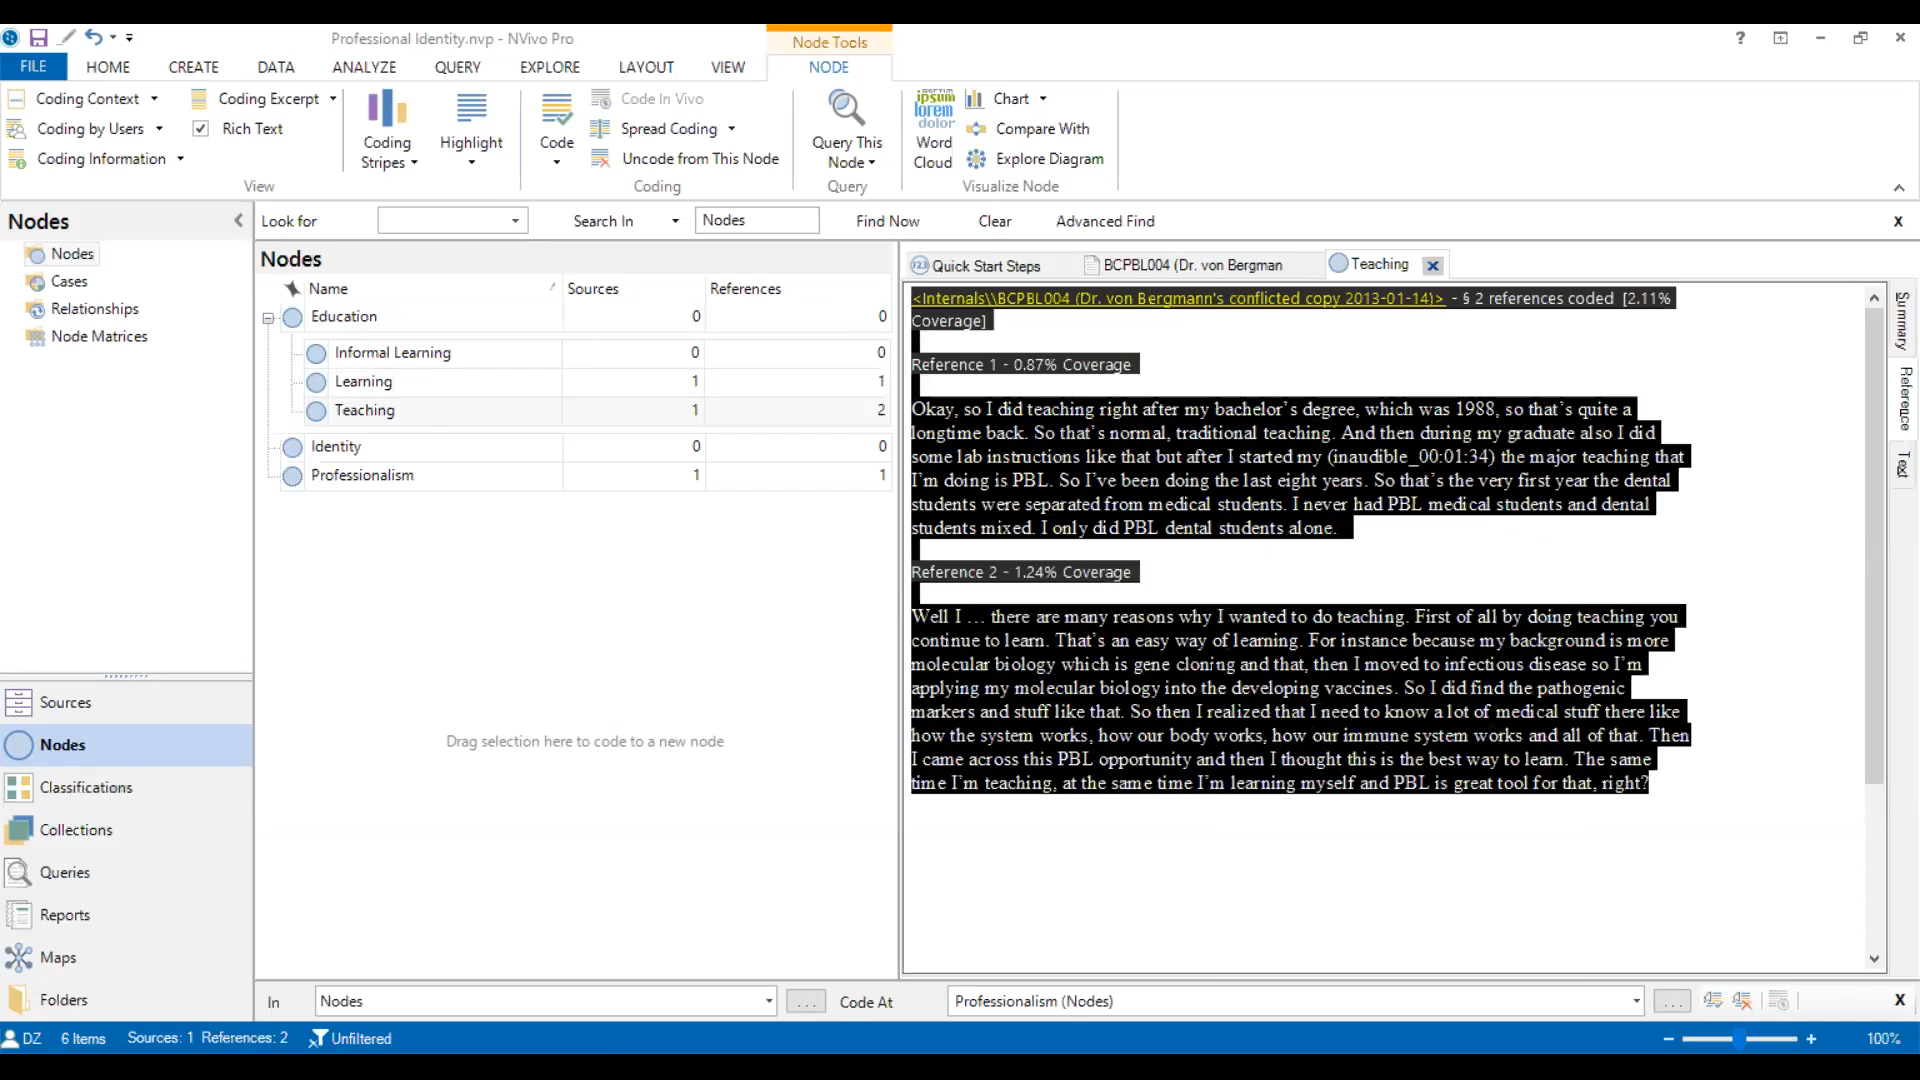 Professional Identity.nvp - NVivo Pro
Node Tools
?
FILE HOME CREATE DATA ANALYZE QUERY EXPLORE LAYOUT VIEW NODE
Coding Context
Coding by Users
Coding Information
Coding Excerpt
Rich Text
View
Coding Stripes
Highlight
Code
Code In Vivo
Spread Coding
Uncode from This Node
Coding
Query This Node
Query
ipsum
lorem
dolor
Word Cloud
Chart
Compare With
Explore Diagram
Visualize Node
Nodes
Look for
Search In
Nodes
Find Now
Clear
Advanced Find
X
Nodes
Cases
Relationships
Node Matrices
Sources
Nodes
Classifications
Collections
Queries
Reports
Maps
Folders
Nodes
Name Sources References
Education 0 0
Informal Learning 0 0
Learning 1 1
Teaching 1 2
Identity 0 0
Professionalism 1 1
Drag selection here to code to a new node
Quick Start Steps
BCPBL004 (Dr. von Bergman
Teaching
<Internals\\BCPBL004 (Dr. von Bergmann's conflicted copy 2013-01-14)> - § 2 references coded [2.11%
Coverage]
Reference 1 - 0.87% Coverage
Okay, so I did teaching right after my bachelor’s degree, which was 1988, so that’s quite a
longtime back. So that’s normal, traditional teaching. And then during my graduate also I did
some lab instructions like that but after I started my (inaudible_00:01:34) the major teaching that
I’m doing is PBL. So I’ve been doing the last eight years. So that’s the very first year the dental
students were separated from medical students. I never had PBL medical students and dental
students mixed. I only did PBL dental students alone.
Reference 2 - 1.24% Coverage
Well I … there are many reasons why I wanted to do teaching. First of all by doing teaching you
continue to learn. That’s an easy way of learning. For instance because my background is more
molecular biology which is gene cloning and that, then I moved to infectious disease so I’m
applying my molecular biology into the developing vaccines. So I did find the pathogenic
markers and stuff like that. So then I realized that I need to know a lot of medical stuff there like
how the system works, how our body works, how our immune system works and all of that. Then
I came across this PBL opportunity and then I thought this is the best way to learn. The same
time I’m teaching, at the same time I’m learning myself and PBL is great tool for that, right?
Summary
Reference
Text
In Nodes ... Code At Professionalism (Nodes) ... X
DZ 6 Items Sources: 1 References: 2 Unfiltered 100%